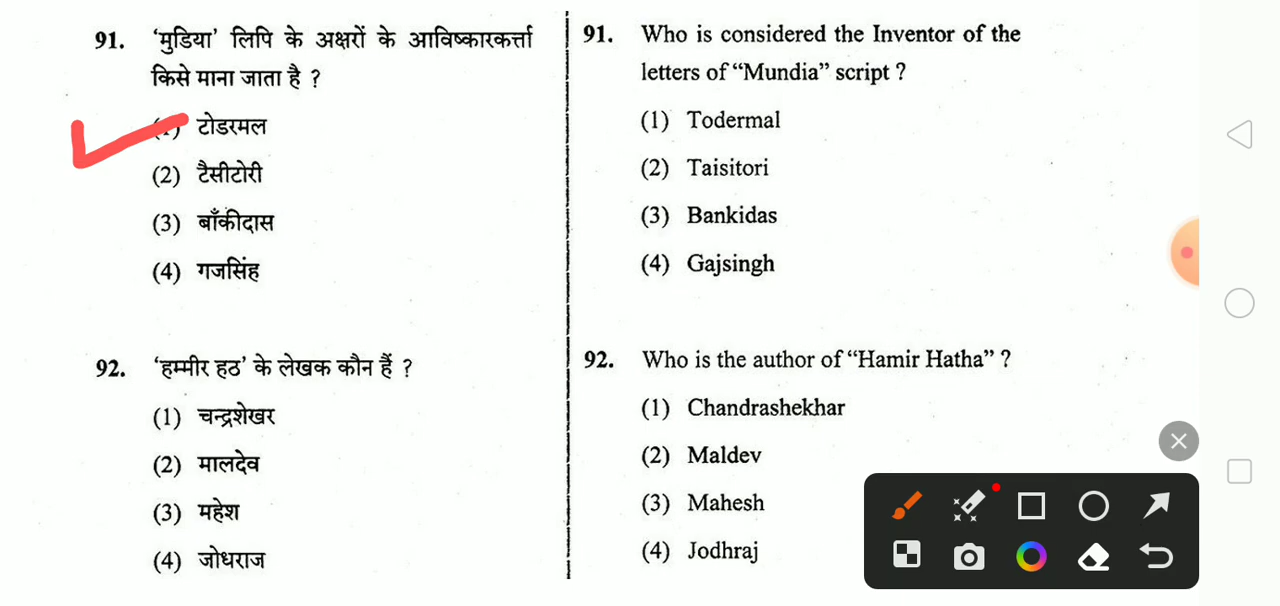 91. ‘मुडिया’ लिपि के अक्षरों के आविष्कारकर्त्ता
किसे माना जाता है ?
(1) टोडरमल
(2) टैसीटोरी
(3) बाँकीदास
(4) गजसिंह
92. ‘हम्मीर हठ’ के लेखक कौन हैं ?
(1) चन्द्रशेखर
(2) मालदेव
(3) महेश
(4) जोधराज
91. Who is considered the Inventor of the
letters of “Mundia” script ?
(1) Todermal
(2) Taisitori
(3) Bankidas
(4) Gajsingh
92. Who is the author of “Hamir Hatha” ?
(1) Chandrashekhar
(2) Maldev
(3) Mahesh
(4) Jodhraj